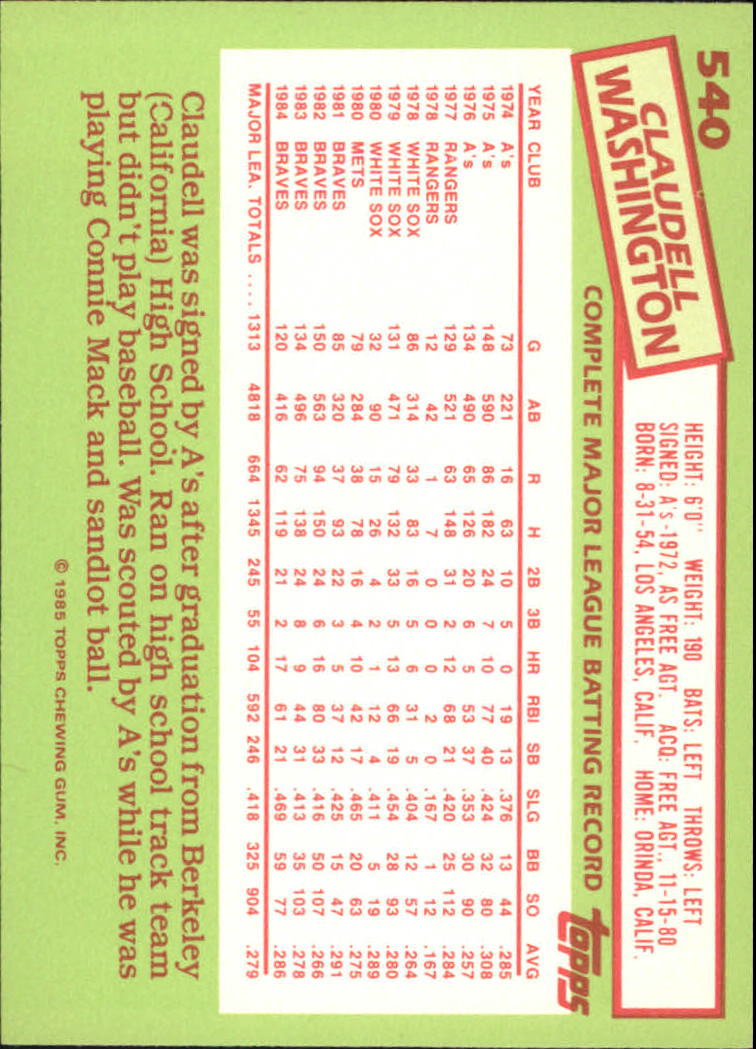 540
CLAUDELL
WASHINGTON
HEIGHT: 6'0" WEIGHT: 190 BATS: LEFT THROWS: LEFT
SIGNED: A's-1972, AS FREE AGT. ACQ: FREE AGT., 11-15-80
BORN: 8-31-54, LOS ANGELES, CALIF. HOME: ORINDA, CALIF.
COMPLETE MAJOR LEAGUE BATTING RECORD
topps
YEAR CLUB G AB R H 2B 3B HR RBI SB SLG BB SO AVG
1974 A's 73 221 16 63 10 5 0 19 13 .376 13 44 .285
1975 A's 148 590 86 182 24 7 10 77 40 .424 32 80 .308
1976 A's 134 490 65 126 20 6 5 53 37 .353 30 90 .257
1977 RANGERS 129 521 63 148 31 2 12 68 21 .420 25 112 .284
1978 RANGERS 12 42 1 7 0 0 0 2 0 .167 1 12 .167
1978 WHITE SOX 86 314 33 83 16 5 6 31 5 .404 12 57 .264
1979 WHITE SOX 131 471 79 132 33 5 13 66 19 .454 28 93 .280
1980 WHITE SOX 32 90 15 26 4 2 1 12 4 .411 5 19 .289
1980 METS 79 284 38 78 16 4 10 42 17 .465 20 63 .275
1981 BRAVES 85 320 37 93 22 3 5 37 12 .425 15 47 .291
1982 BRAVES 150 563 94 150 24 6 16 80 33 .416 50 107 .266
1983 BRAVES 134 496 75 138 24 8 9 44 31 .413 35 103 .278
1984 BRAVES 120 416 62 119 21 2 17 61 21 .469 59 77 .286
MAJOR LEA. TOTALS .... 1313 4818 664 1345 245 55 104 592 246 .418 325 904 .279
Claudell was signed by A's after graduation from Berkeley
(California) High School. Ran on high school track team
but didn't play baseball. Was scouted by A's while he was
playing Connie Mack and sandlot ball.
© 1985 TOPPS CHEWING GUM, INC.